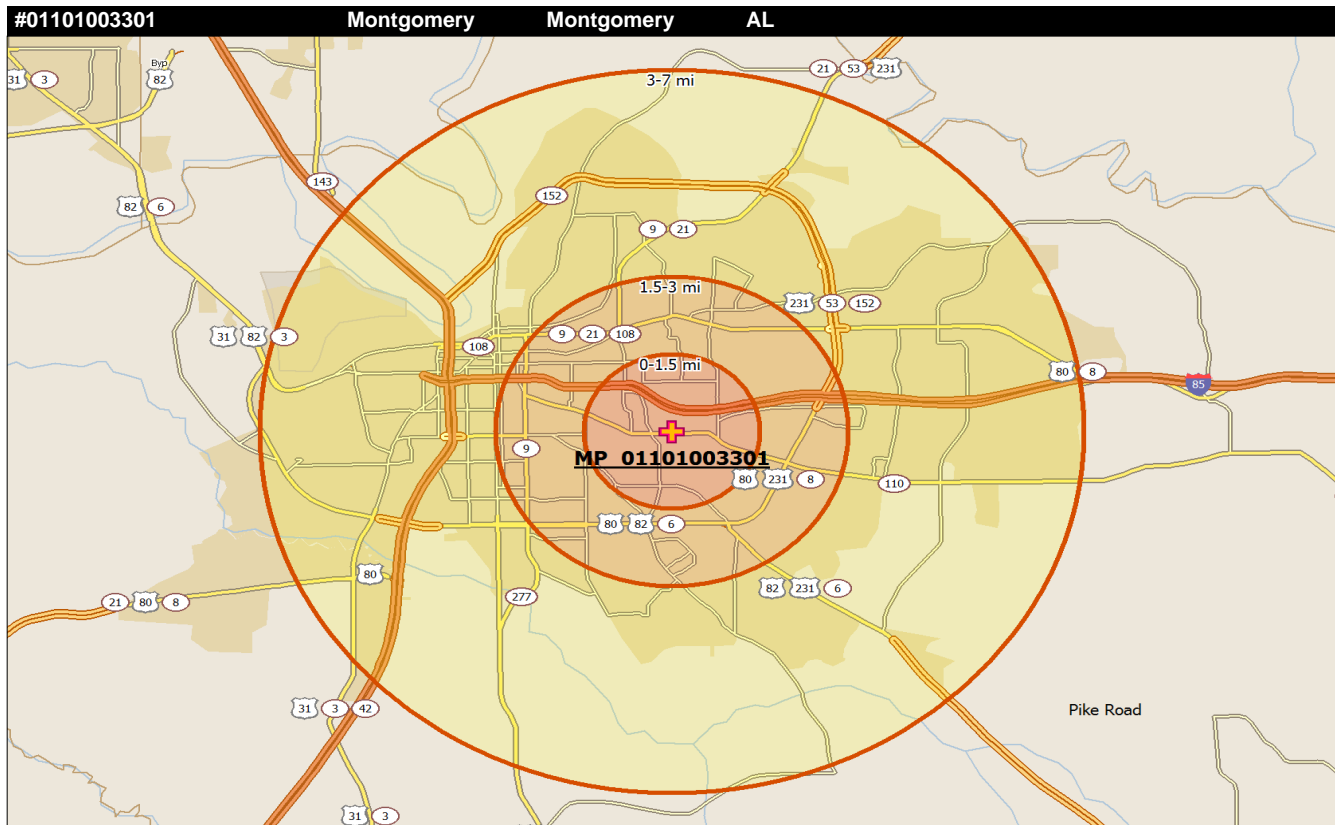 #01101003301 Montgomery Montgomery AL
3-7 mi
21 53 231
Byp
31 3 82
143
152
82 6
9 21
1.5-3 mi
231 53 152
31 82 3
108
9 21 108
0-1.5 mi
80 8
85
MP_01101003301
9
80 231 8
110
80 82 6
80
82 231 6
21 80 8
277
31 3 42
Pike Road
31 3